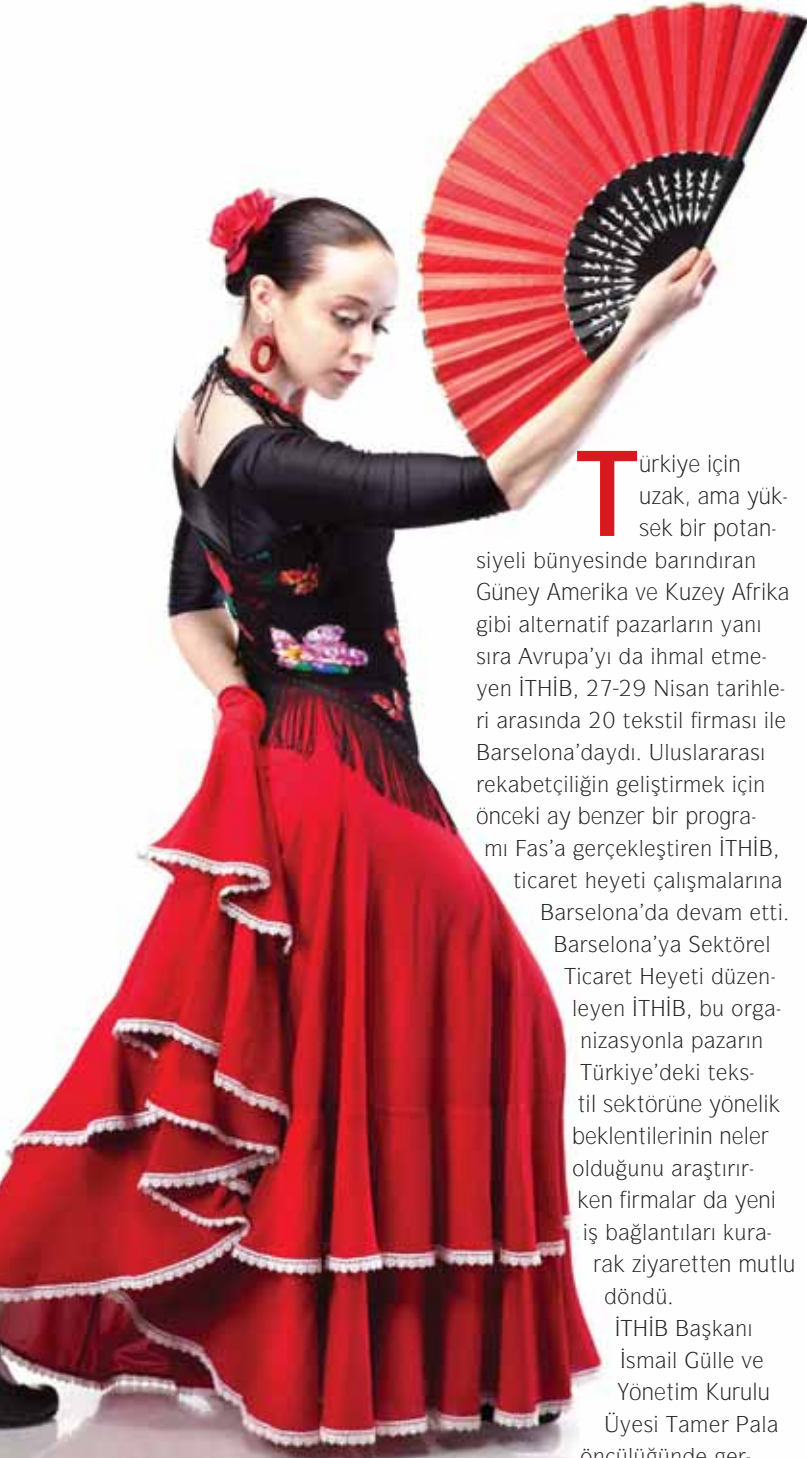 Türkiye için
uzak, ama yük-
sek bir potan-
siyeli bünyesinde barındıran
Güney Amerika ve Kuzey Afrika
gibi alternatif pazarların yanı
sıra Avrupa’yı da ihmal etme-
yen İTHİB, 27-29 Nisan tarihle-
ri arasında 20 tekstil firması ile
Barselona’daydı. Uluslararası
rekabetçiliğin geliştirmek için
önceki ay benzer bir progra-
mı Fas’a gerçekleştiren İTHİB,
ticaret heyeti çalışmalarına
Barselona’da devam etti.
Barselona’ya Sektörel
Ticaret Heyeti düzen-
leyen İTHİB, bu orga-
nizasyonla pazarın
Türkiye’deki teks-
til sektörüne yönelik
beklentilerinin neler
olduğunu araştırır-
ken firmalar da yeni
iş bağlantıları kura-
rak ziyaretten mutlu
döndü.
İTHİB Başkanı
İsmail Gülle ve
Yönetim Kurulu
Üyesi Tamer Pala
öncülüğünde ger-